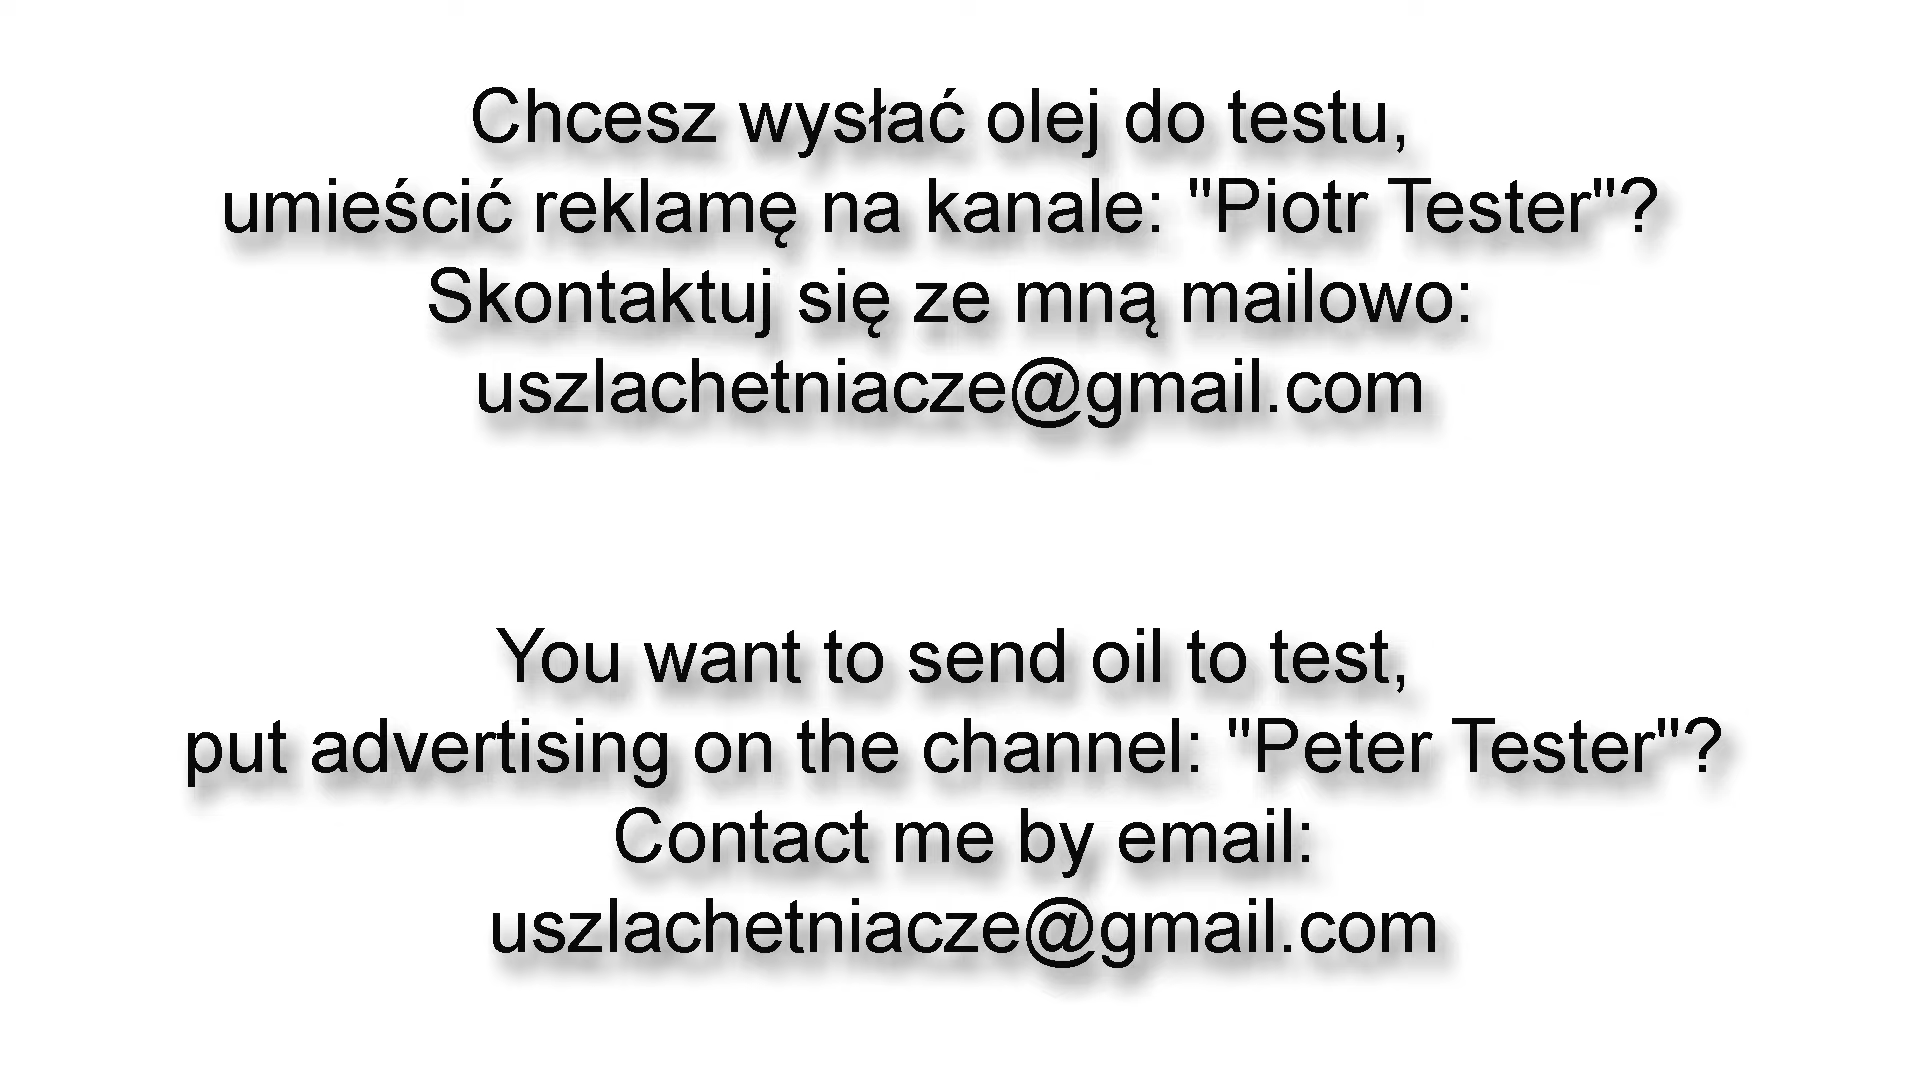 Chcesz wysłać olej do testu,
umieścić reklamę na kanale: "Piotr Tester"?
Skontaktuj się ze mną mailowo:
uszlachetniacze@gmail.com
You want to send oil to test,
put advertising on the channel: "Peter Tester"?
Contact me by email:
uszlachetniacze@gmail.com